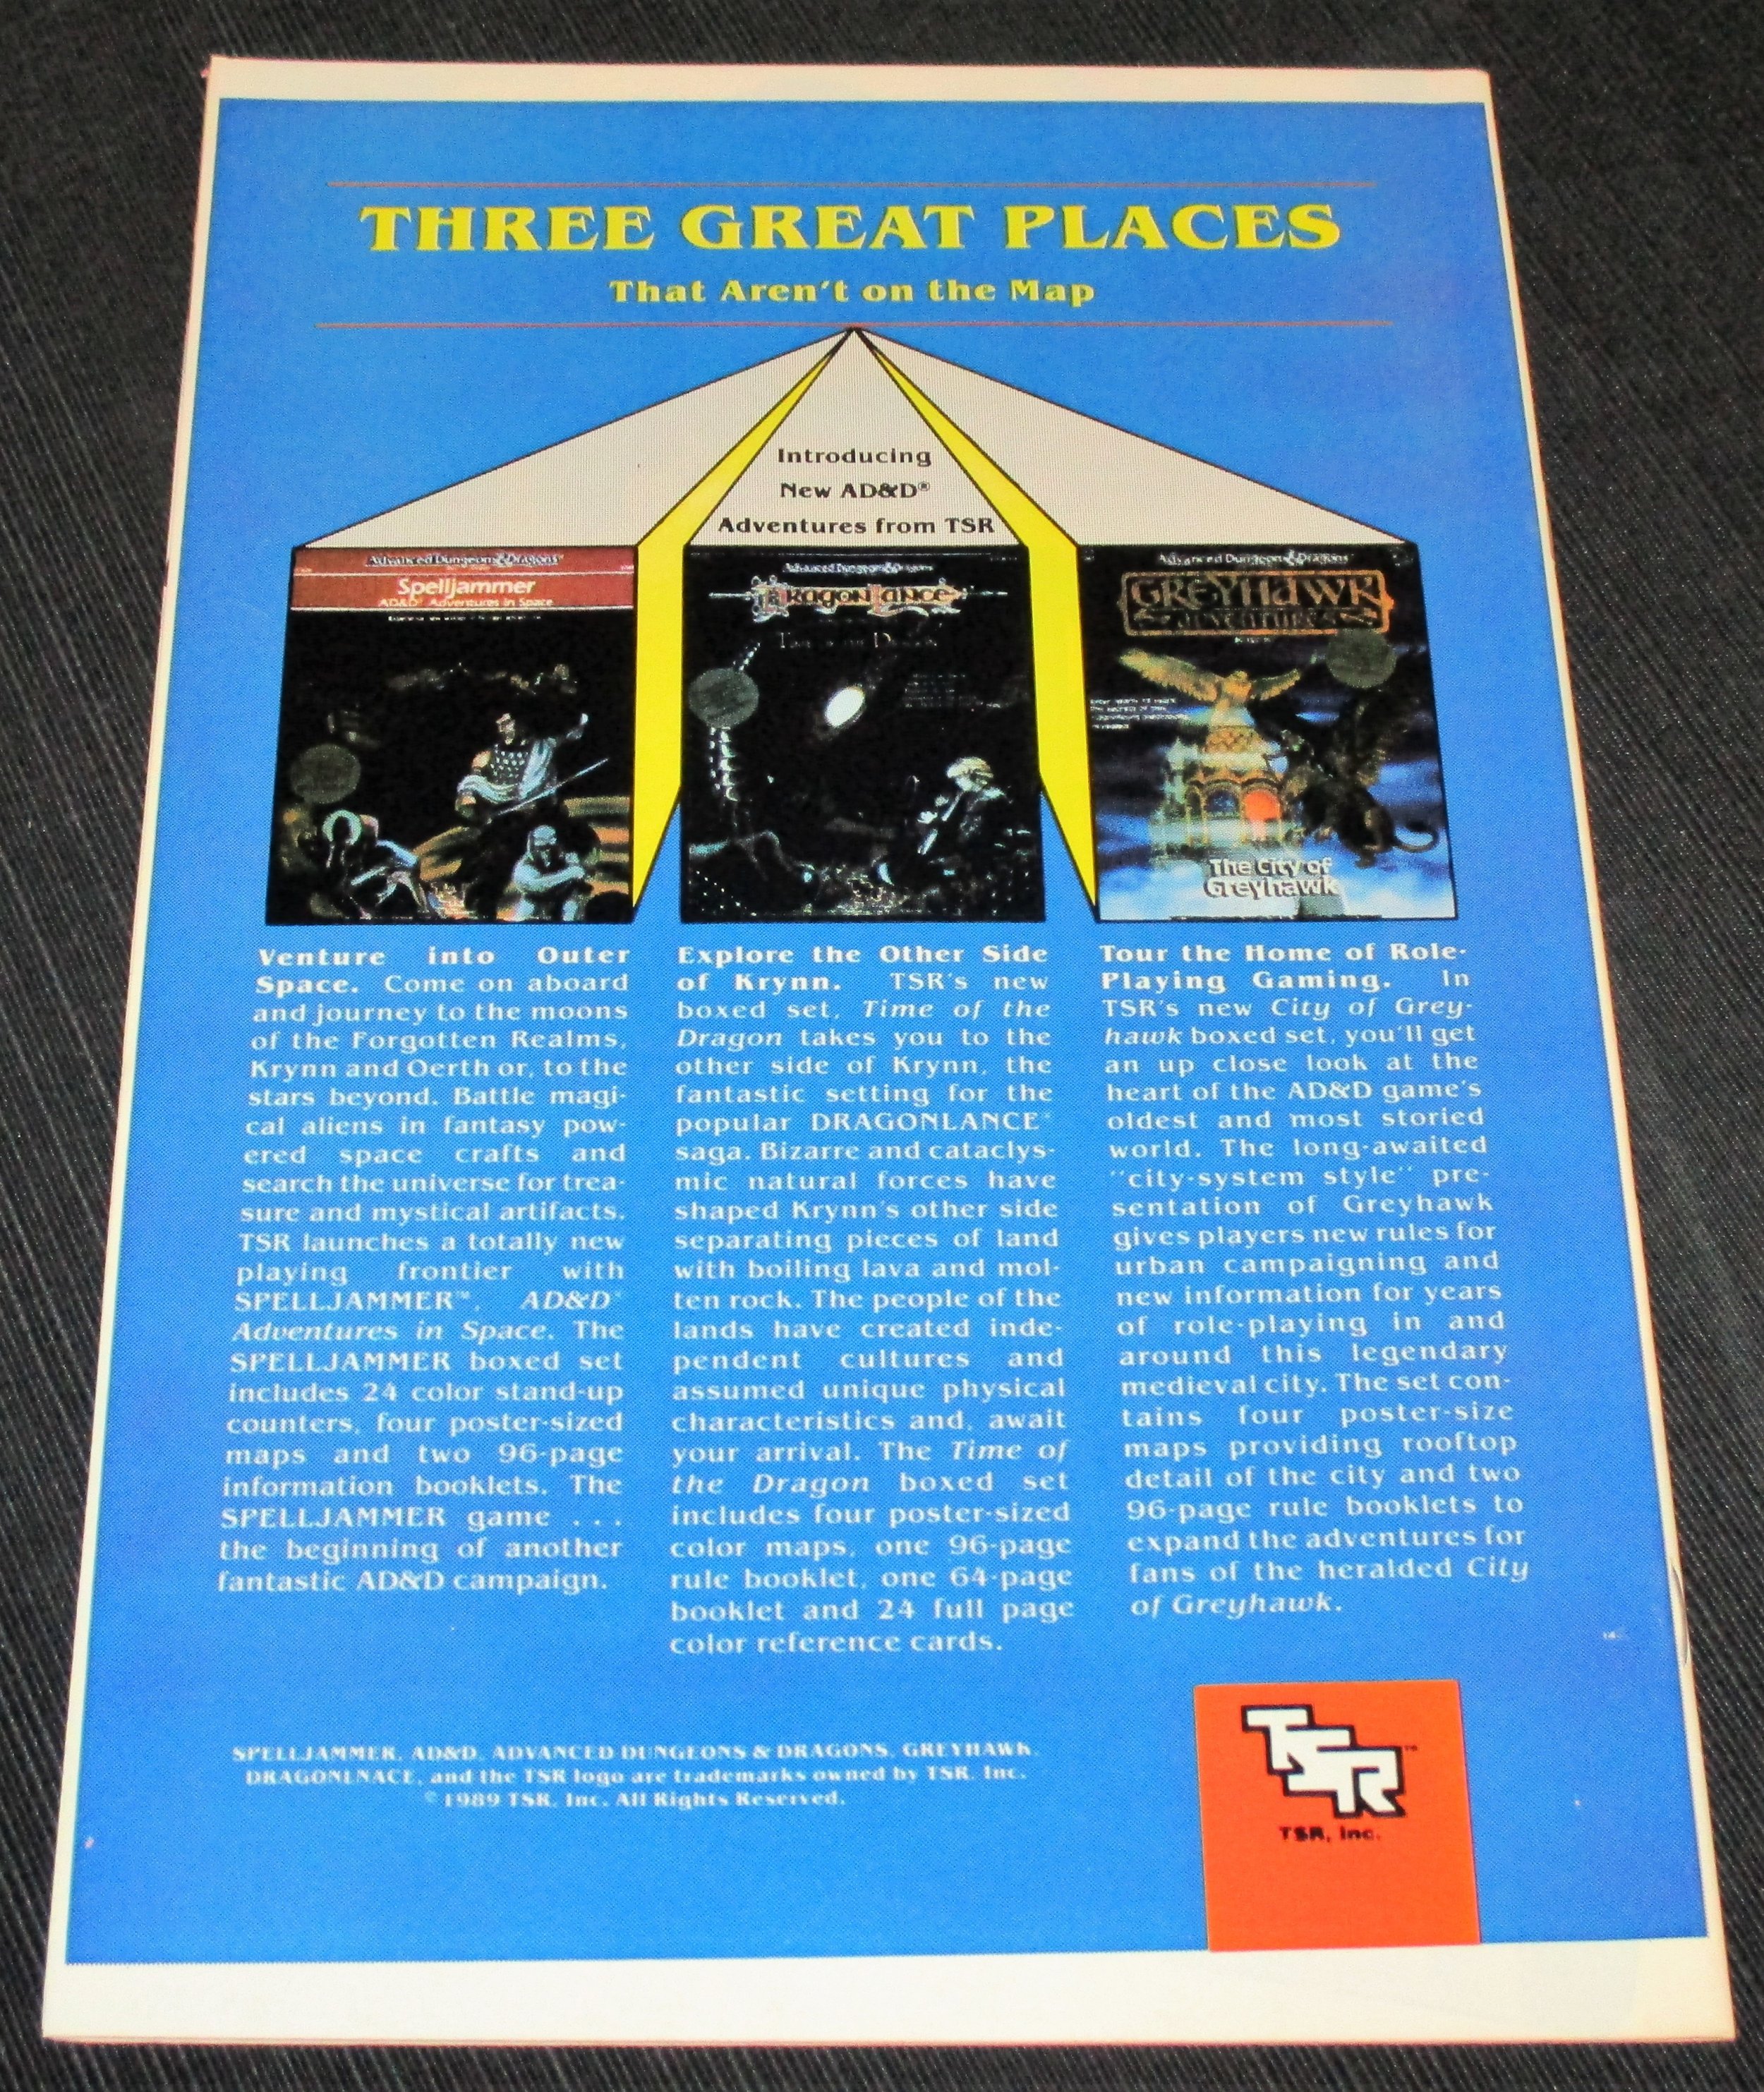 THREE GREAT PLACES
That Aren't on the Map
Introducing
New AD&D®
Adventures from TSR
Advanced Dungeons & Dragons
Spelljammer
AD&D® Adventures in Space
Advanced Dungeons & Dragons
DRAGONLANCE
Advanced Dungeons & Dragons
GREYHAWK
ADVENTURES
The City of
Greyhawk
Venture into Outer
Space. Come on aboard
and journey to the moons
of the Forgotten Realms,
Krynn and Oerth or, to the
stars beyond. Battle magi-
cal aliens in fantasy pow-
ered space crafts and
search the universe for trea-
sure and mystical artifacts.
TSR launches a totally new
playing frontier with
SPELLJAMMER™, AD&D®
Adventures in Space. The
SPELLJAMMER boxed set
includes 24 color stand-up
counters, four poster-sized
maps and two 96-page
information booklets. The
SPELLJAMMER game . . .
the beginning of another
fantastic AD&D campaign.
Explore the Other Side
of Krynn. TSR's new
boxed set, Time of the
Dragon takes you to the
other side of Krynn, the
fantastic setting for the
popular DRAGONLANCE®
saga. Bizarre and cataclys-
mic natural forces have
shaped Krynn's other side
separating pieces of land
with boiling lava and mol-
ten rock. The people of the
lands have created inde-
pendent cultures and
assumed unique physical
characteristics and, await
your arrival. The Time of
the Dragon boxed set
includes four poster-sized
color maps, one 96-page
rule booklet, one 64-page
booklet and 24 full page
color reference cards.
Tour the Home of Role-
Playing Gaming. In
TSR's new City of Grey-
hawk boxed set, you'll get
an up close look at the
heart of the AD&D game's
oldest and most storied
world. The long-awaited
"city-system style" pre-
sentation of Greyhawk
gives players new rules for
urban campaigning and
new information for years
of role-playing in and
around this legendary
medieval city. The set con-
tains four poster-size
maps providing rooftop
detail of the city and two
96-page rule booklets to
expand the adventures for
fans of the heralded City
of Greyhawk.
SPELLJAMMER, AD&D, ADVANCED DUNGEONS & DRAGONS, GREYHAWK,
DRAGONLNACE, and the TSR logo are trademarks owned by TSR, Inc.
© 1989 TSR, Inc. All Rights Reserved.
TSR™
TSR, Inc.